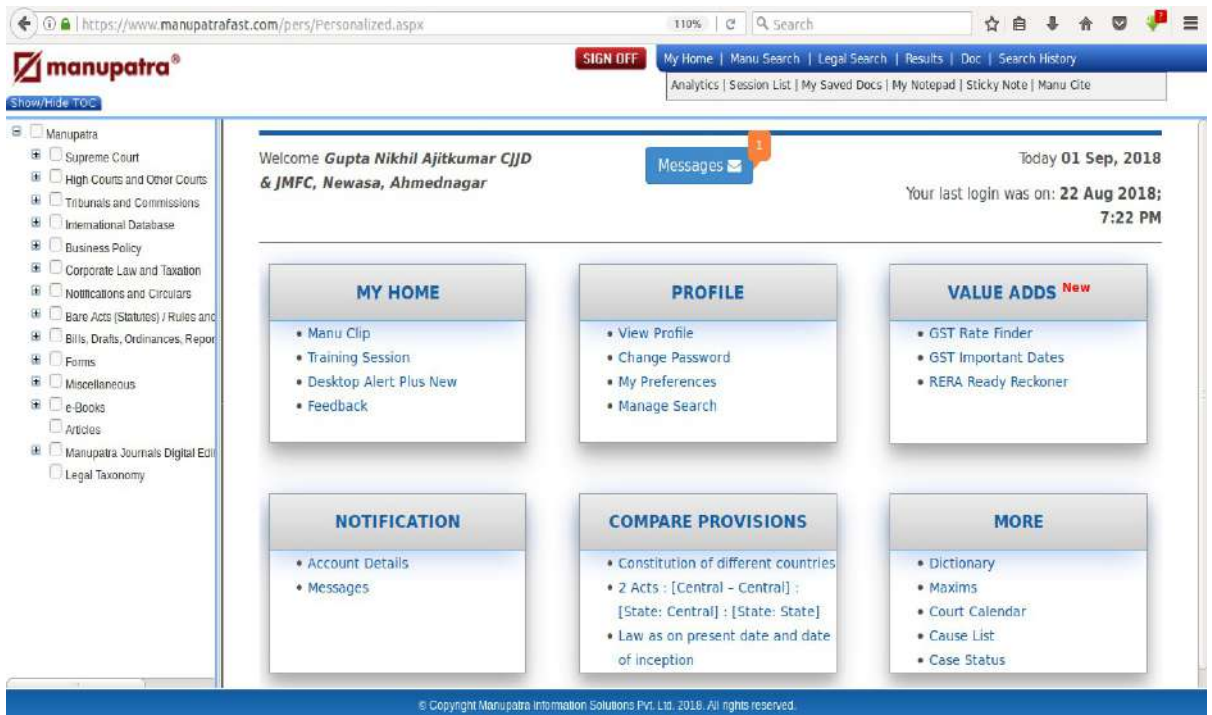 https://www.manupatrafast.com/pers/Personalized.aspx
110%
Search
7
manupatra®
SIGN OFF
My Home | Manu Search | Legal Search | Results | Doc | Search History
Analytics | Session List | My Saved Docs | My Notepad | Sticky Note | Manu Cite
Show/Hide TOC
Manupatra
Supreme Court
High Courts and Other Courts
Tribunals and Commissions
International Database
Business Policy
Corporate Law and Taxation
Notifications and Circulars
Bare Acts (Statutes) / Rules and
Bills, Drafts, Ordinances, Repor
Forms
Miscellaneous
e-Books
Articles
Manupatra Journals Digital Edi
Legal Taxonomy
Welcome Gupta Nikhil Ajitkumar CJJD
& JMFC, Newasa, Ahmednagar
Messages
1
Today 01 Sep, 2018
Your last login was on: 22 Aug 2018;
7:22 PM
MY HOME
• Manu Clip
• Training Session
• Desktop Alert Plus New
• Feedback
PROFILE
• View Profile
• Change Password
• My Preferences
• Manage Search
VALUE ADDS New
• GST Rate Finder
• GST Important Dates
• RERA Ready Reckoner
NOTIFICATION
• Account Details
• Messages
COMPARE PROVISIONS
• Constitution of different countries
• 2 Acts : [Central – Central] :
[State: Central] : [State: State]
• Law as on present date and date
of inception
MORE
• Dictionary
• Maxims
• Court Calendar
• Cause List
• Case Status
© Copyright Manupatra Information Solutions Pvt. Ltd. 2018. All rights reserved.